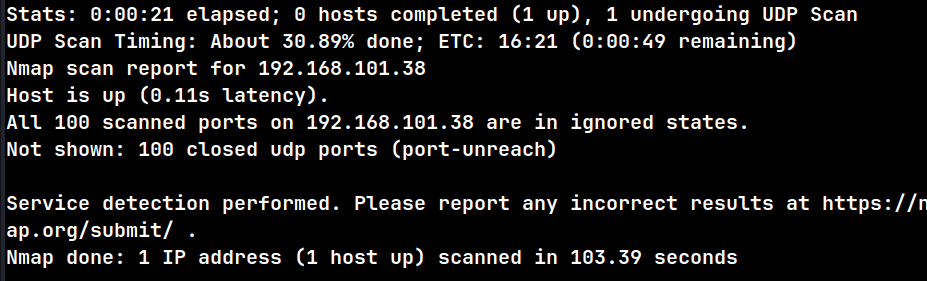 Stats: 0:00:21 elapsed; 0 hosts completed (1 up), 1 undergoing UDP Scan
UDP Scan Timing: About 30.89% done; ETC: 16:21 (0:00:49 remaining)
Nmap scan report for 192.168.101.38
Host is up (0.11s latency).
All 100 scanned ports on 192.168.101.38 are in ignored states.
Not shown: 100 closed udp ports (port-unreach)
Service detection performed. Please report any incorrect results at https://n
ap.org/submit/ .
Nmap done: 1 IP address (1 host up) scanned in 103.39 seconds